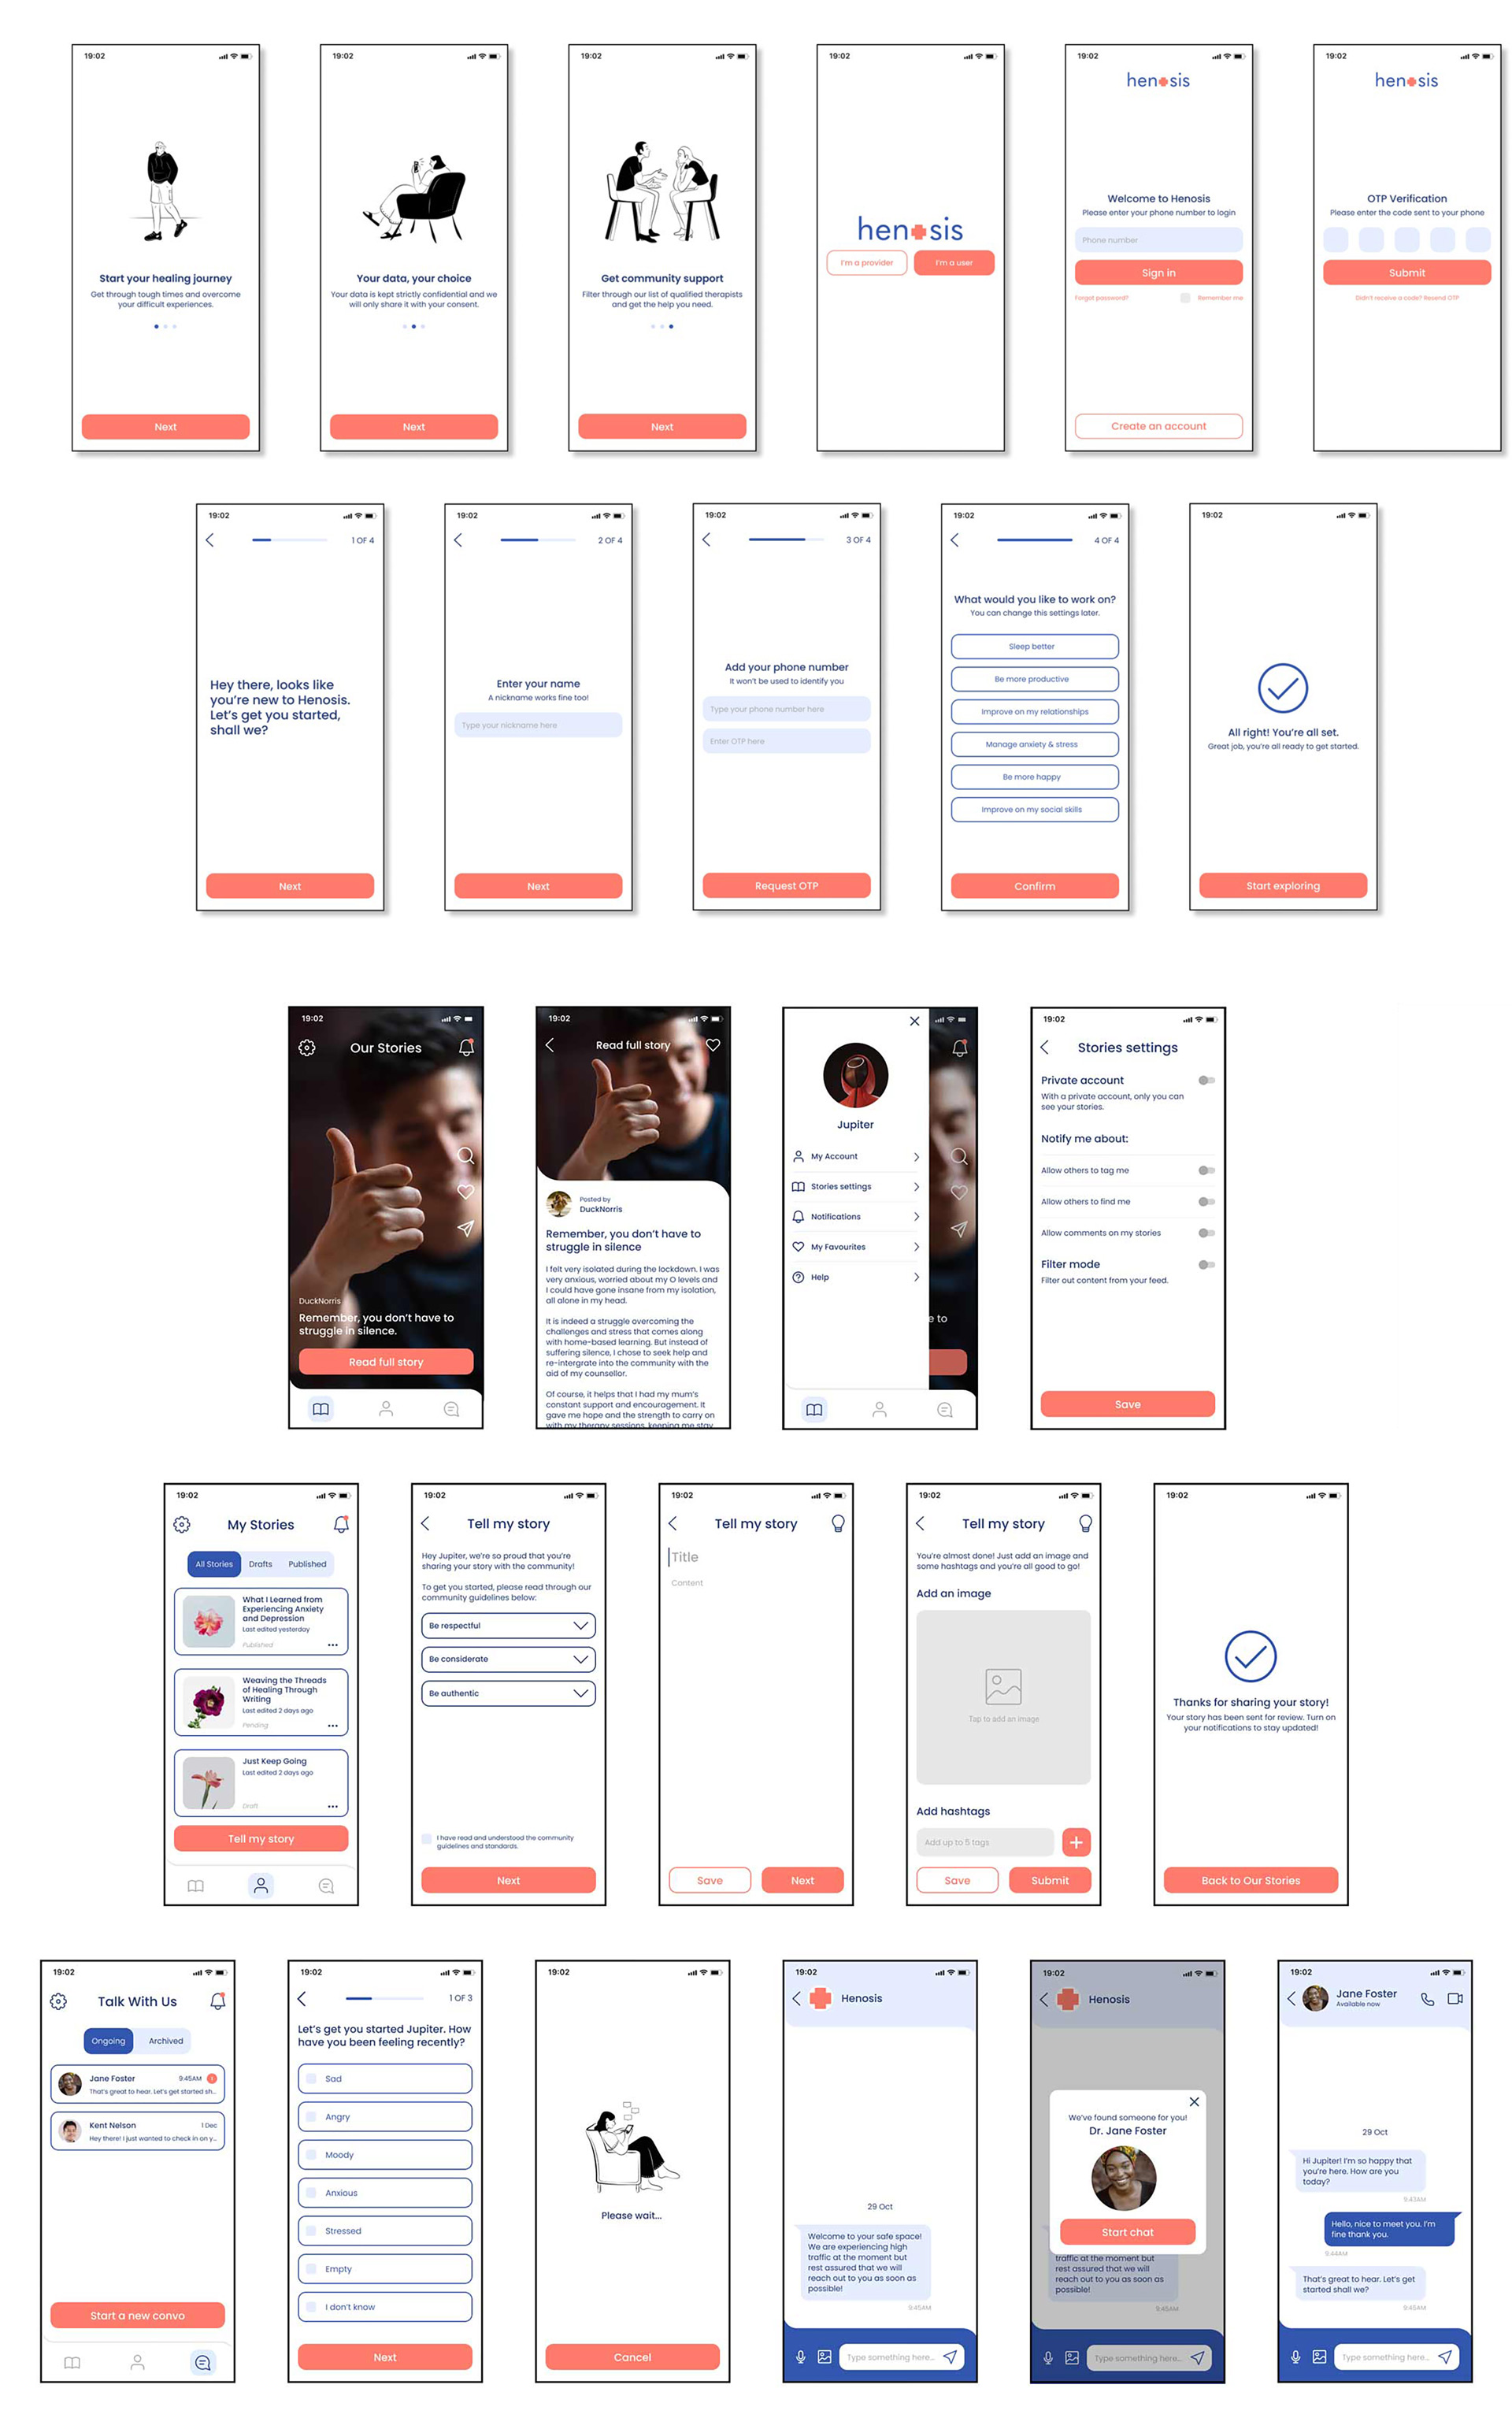 19:02
Start your healing journey
Get through tough times and overcome
your difficult experiences.
Next
19:02
Your data, your choice
Your data is kept strictly confidential and we
will only share it with your consent.
Next
19:02
Get community support
Filter through our list of qualified therapists
and get the help you need.
Next
19:02
henosis
I'm a provider
I'm a user
19:02
henosis
Welcome to Henosis
Please enter your phone number to login
Phone number
Sign in
Forgot password?
Remember me
Create an account
19:02
henosis
OTP Verification
Please enter the code sent to your phone
Submit
Didn't receive a code? Resend OTP
19:02
1 OF 4
Hey there, looks like
you're new to Henosis.
Let's get you started,
shall we?
Next
19:02
2 OF 4
Enter your name
A nickname works fine too!
Type your nickname here
Next
19:02
3 OF 4
Add your phone number
It won't be used to identify you
Type your phone number here
Enter OTP here
Request OTP
19:02
4 OF 4
What would you like to work on?
You can change this settings later.
Sleep better
Be more productive
Improve on my relationships
Manage anxiety & stress
Be more happy
Improve on my social skills
Confirm
19:02
All right! You're all set.
Great job, you're all ready to get started.
Start exploring
19:02
Our Stories
DuckNorris
Remember, you don't have to
struggle in silence.
Read full story
19:02
Read full story
Posted by
DuckNorris
Remember, you don't have to
struggle in silence
I felt very isolated during the lockdown. I was
very anxious, worried about my O levels and
I could have gone insane from my isolation,
all alone in my head.
It is indeed a struggle overcoming the
challenges and stress that comes along
with home-based learning. But instead of
suffering silence, I chose to seek help and
re-intergrate into the community with the
aid of my counsellor.
Of course, it helps that I had my mum's
constant support and encouragement. It
gave me hope and the strength to carry on
with my therapy sessions, keeping me stay
Jupiter
My Account
Stories settings
Notifications
My Favourites
Help
e to
19:02
Stories settings
Private account
With a private account, only you can
see your stories.
Notify me about:
Allow others to tag me
Allow others to find me
Allow comments on my stories
Filter mode
Filter out content from your feed.
Save
19:02
My Stories
All Stories
Drafts
Published
What I Learned from
Experiencing Anxiety
and Depression
Last edited yesterday
Published
Weaving the Threads
of Healing Through
Writing
Last edited 2 days ago
Pending
Just Keep Going
Last edited 2 days ago
Draft
Tell my story
19:02
Tell my story
Hey Jupiter, we're so proud that you're
sharing your story with the community!
To get you started, please read through our
community guidelines below:
Be respectful
Be considerate
Be authentic
I have read and understood the community
guidelines and standards.
Next
19:02
Tell my story
Title
Content
Save
Next
19:02
Tell my story
You're almost done! Just add an image and
some hashtags and you're all good to go!
Add an image
Tap to add an image
Add hashtags
Add up to 5 tags
Save
Submit
19:02
Thanks for sharing your story!
Your story has been sent for review. Turn on
your notifications to stay updated!
Back to Our Stories
19:02
Talk With Us
Ongoing
Archived
Jane Foster
9:45AM
That's great to hear. Let's get started sh...
Kent Nelson
1 Dec
Hey there! I just wanted to check in on y...
Start a new convo
19:02
1 OF 3
Let's get you started Jupiter. How
have you been feeling recently?
Sad
Angry
Moody
Anxious
Stressed
Empty
I don't know
Next
19:02
Please wait...
Cancel
19:02
Henosis
29 Oct
Welcome to your safe space!
We are experiencing high
traffic at the moment but
rest assured that we will
reach out to you as soon as
possible!
9:45AM
Type something here...
19:02
Henosis
We've found someone for you!
Dr. Jane Foster
Start chat
traffic at the moment but
rest assured that we will
reach out to you as soon as
possible!
9:45AM
Type something here...
19:02
Jane Foster
Available now
29 Oct
Hi Jupiter! I'm so happy that
you're here. How are you
today?
9:43AM
Hello, nice to meet you. I'm
fine thank you.
9:44AM
That's great to hear. Let's get
started shall we?
9:45AM
Type something here...